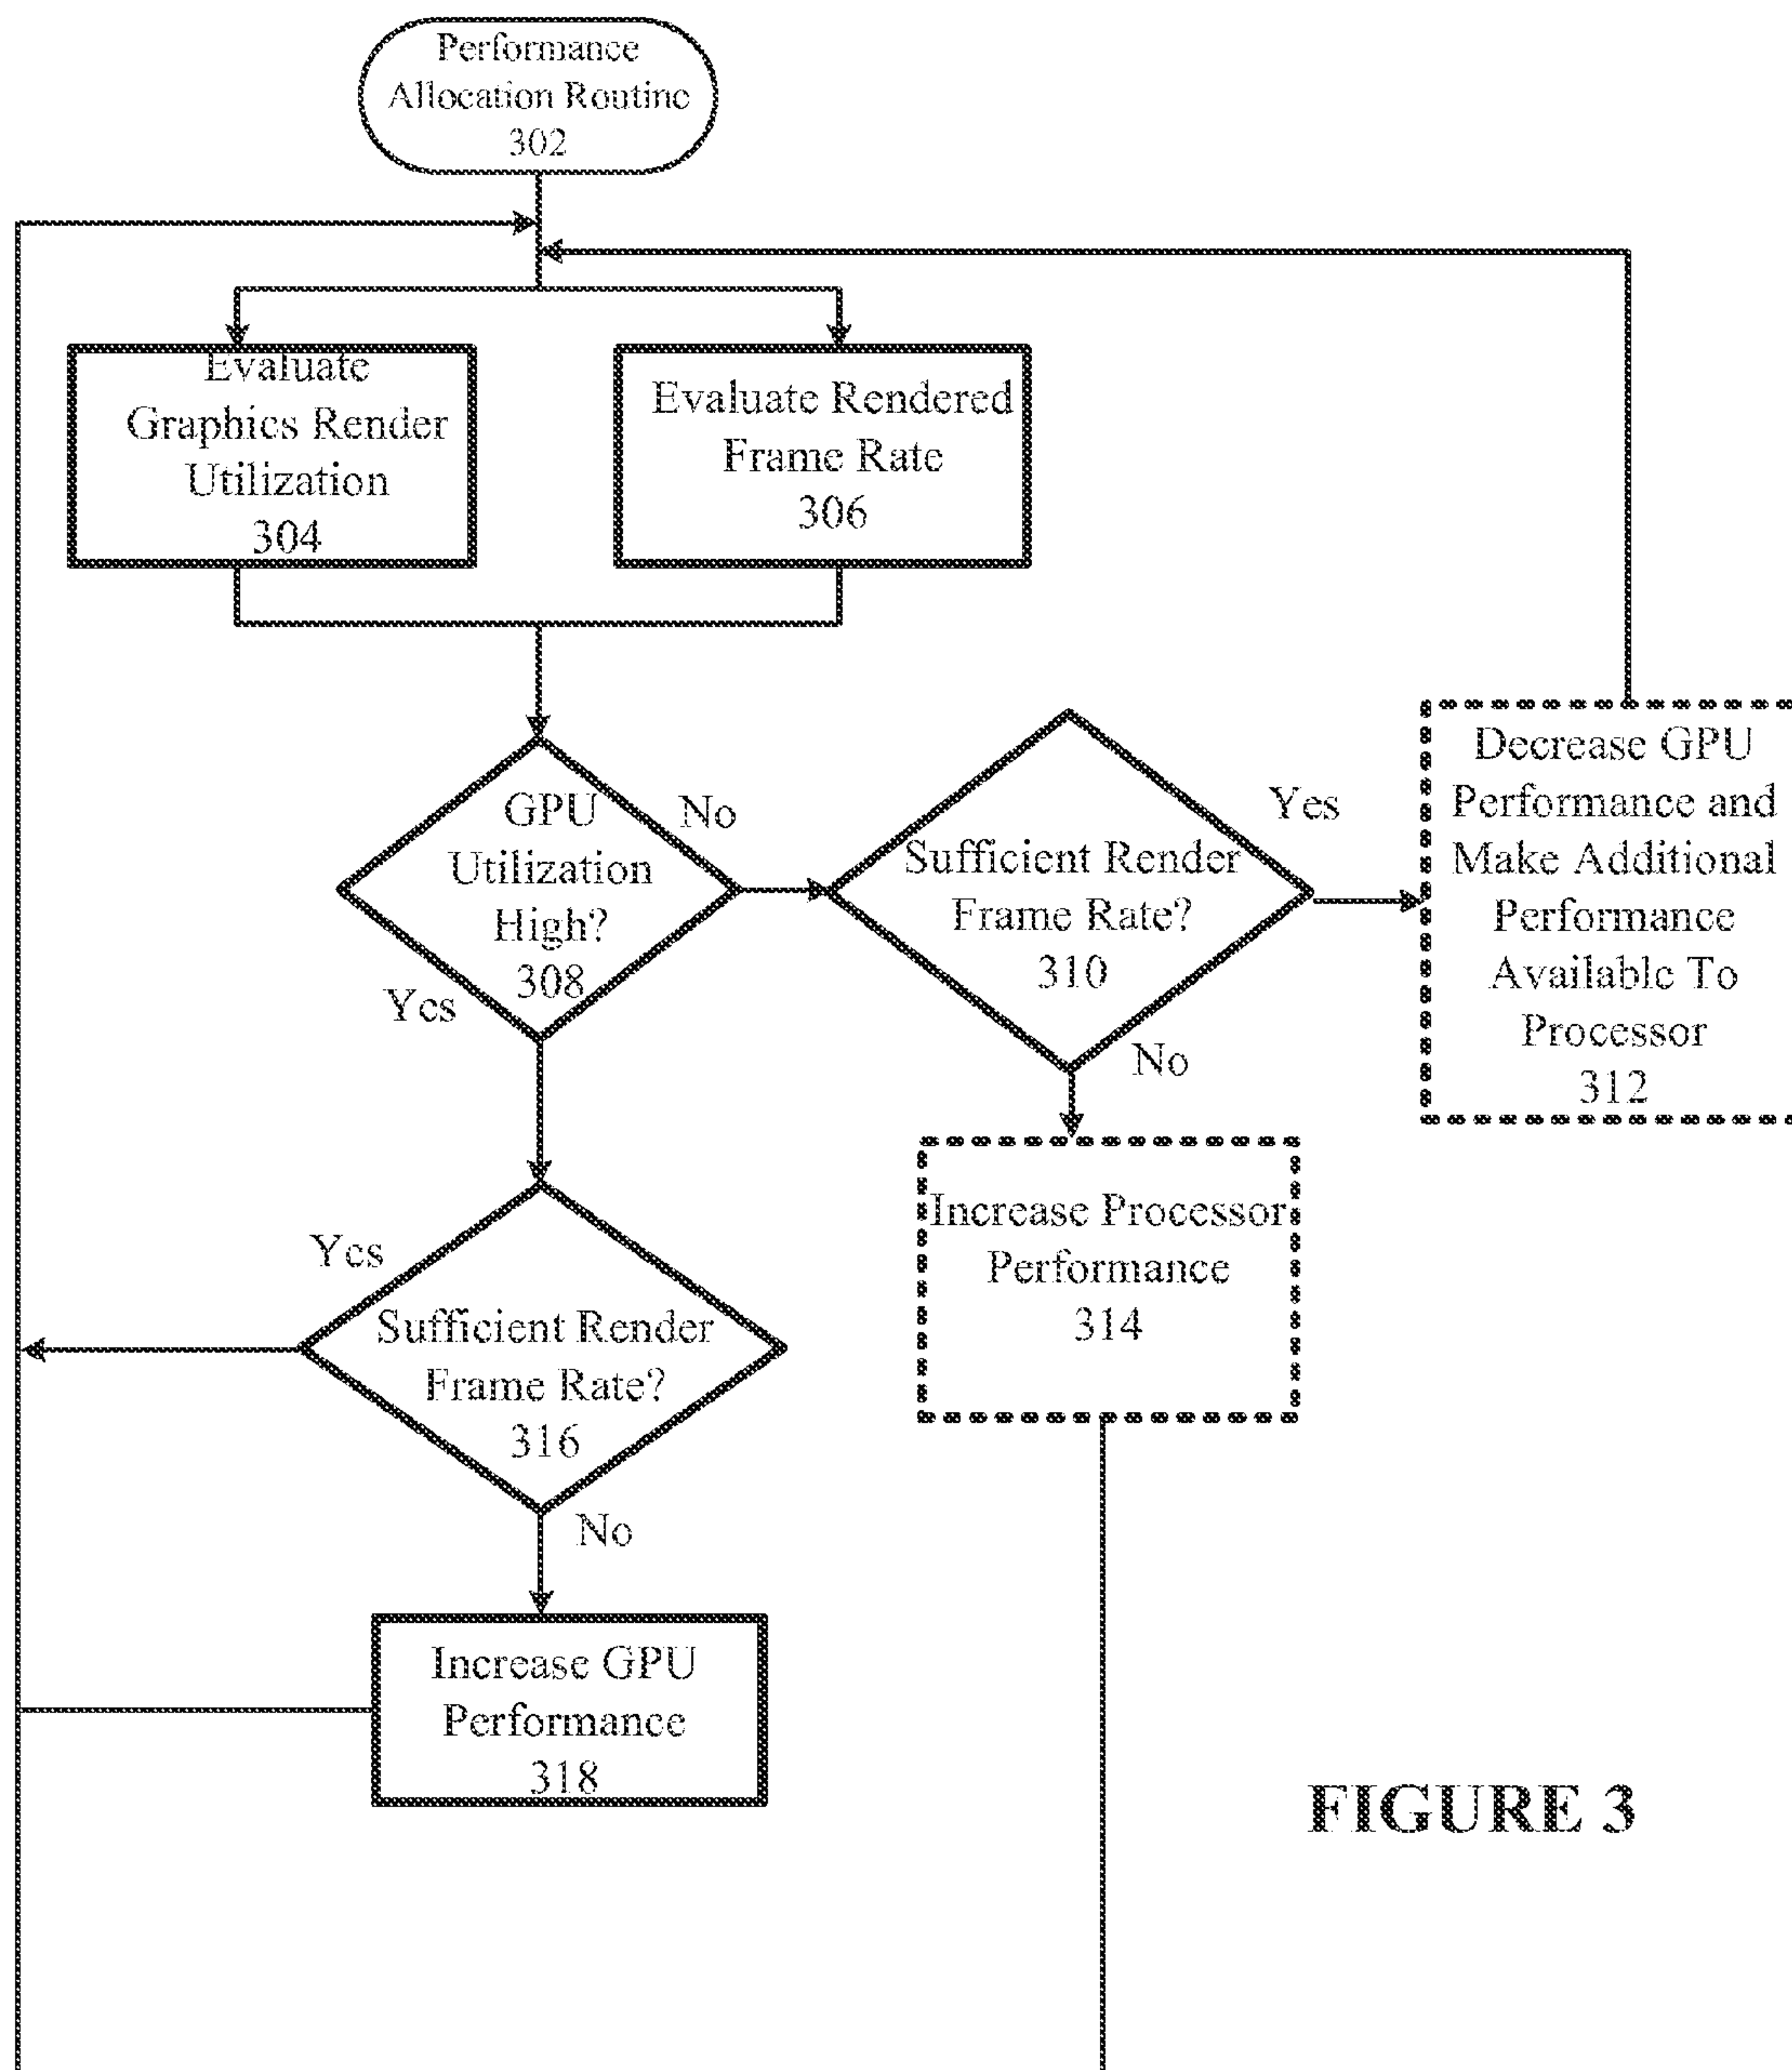 Performance
Allocation Routine
302
Evaluate
Graphics Render
Utilization
304
Evaluate Rendered
Frame Rate
306
GPU
Utilization
High?
308
No
Yes
Sufficient Render
Frame Rate?
310
Yes
No
Decrease GPU
Performance and
Make Additional
Performance
Available To
Processor
312
Increase Processor
Performance
314
Yes
Sufficient Render
Frame Rate?
316
No
Increase GPU
Performance
318
FIGURE 3